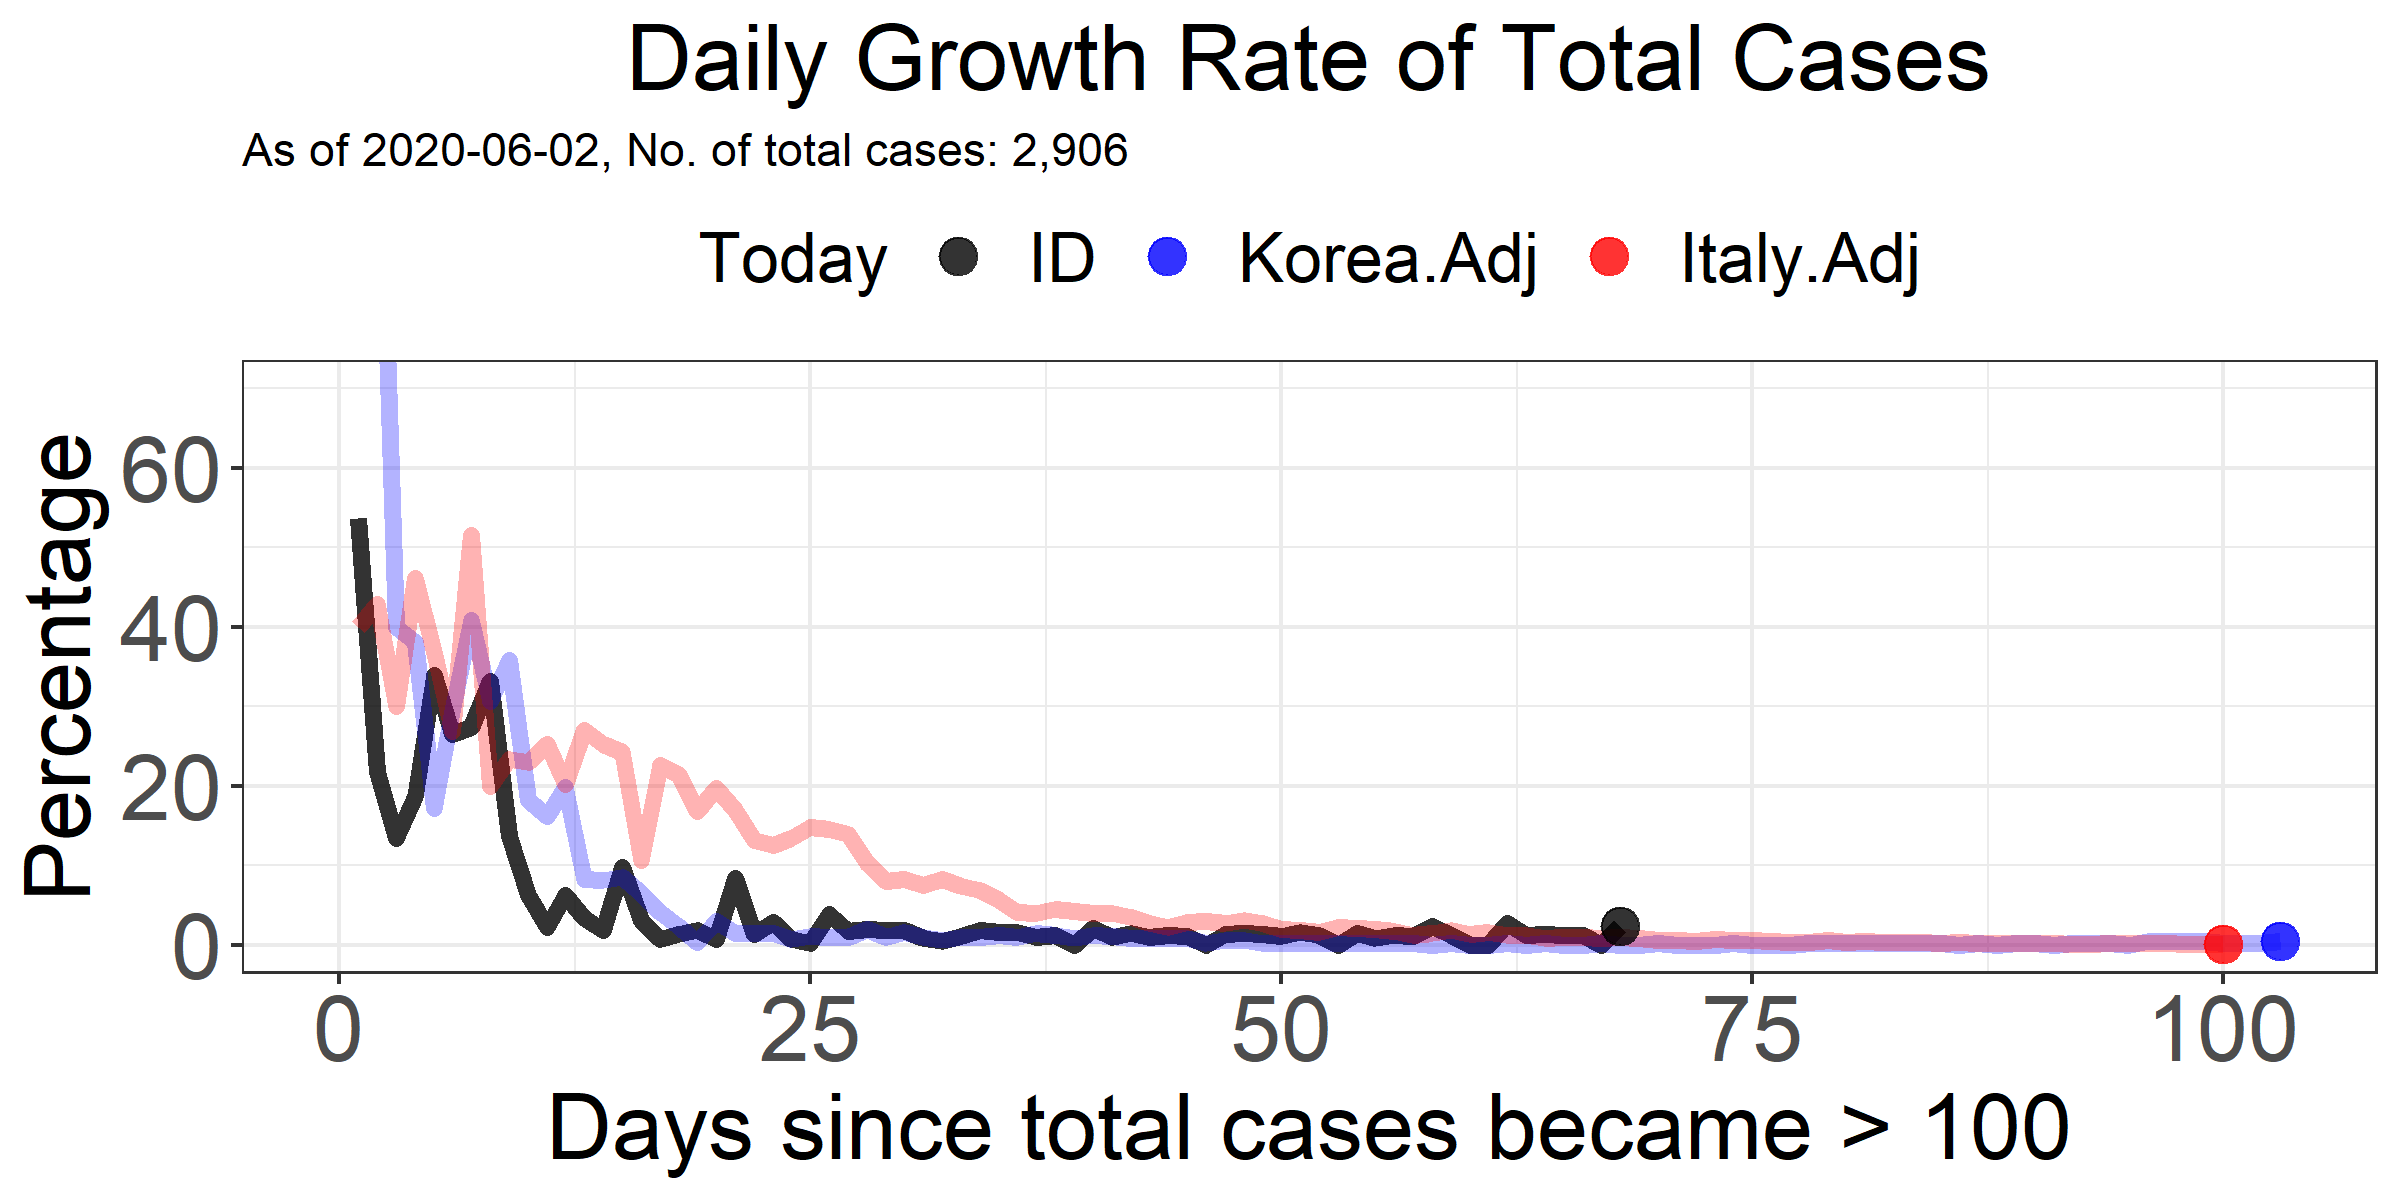 Daily Growth Rate of Total Cases
As of 2020-06-02, No. of total cases: 2,906
Today ID Korea.Adj Italy.Adj
Percentage
60
40
20
0
0 25 50 75 100
Days since total cases became > 100